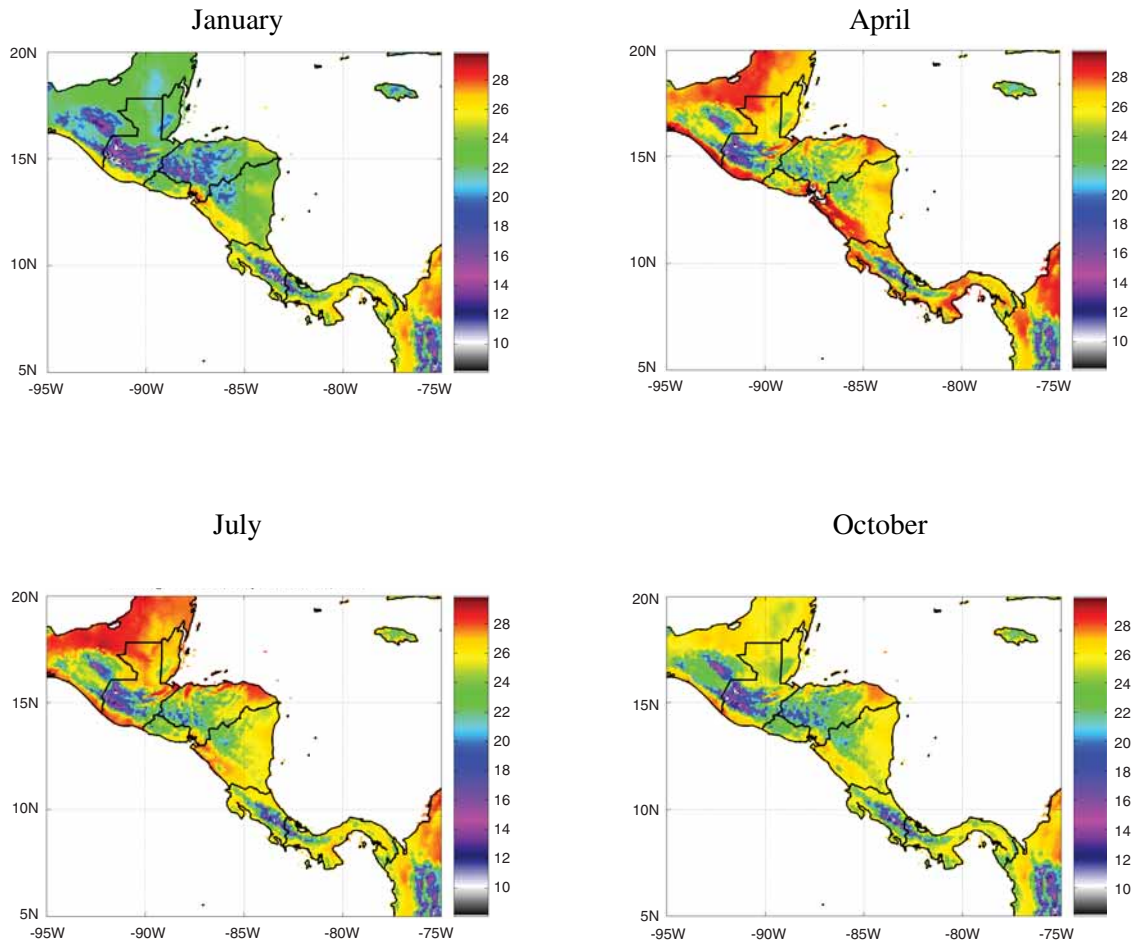 January
April
20N
15N
10N
5N
-95W
-90W
-85W
-80W
-75W
28
26
24
22
20
18
16
14
12
10
20N
15N
10N
5N
-95W
-90W
-85W
-80W
-75W
28
26
24
22
20
18
16
14
12
10
July
October
20N
15N
10N
5N
-95W
-90W
-85W
-80W
-75W
28
26
24
22
20
18
16
14
12
10
20N
15N
10N
5N
-95W
-90W
-85W
-80W
-75W
28
26
24
22
20
18
16
14
12
10